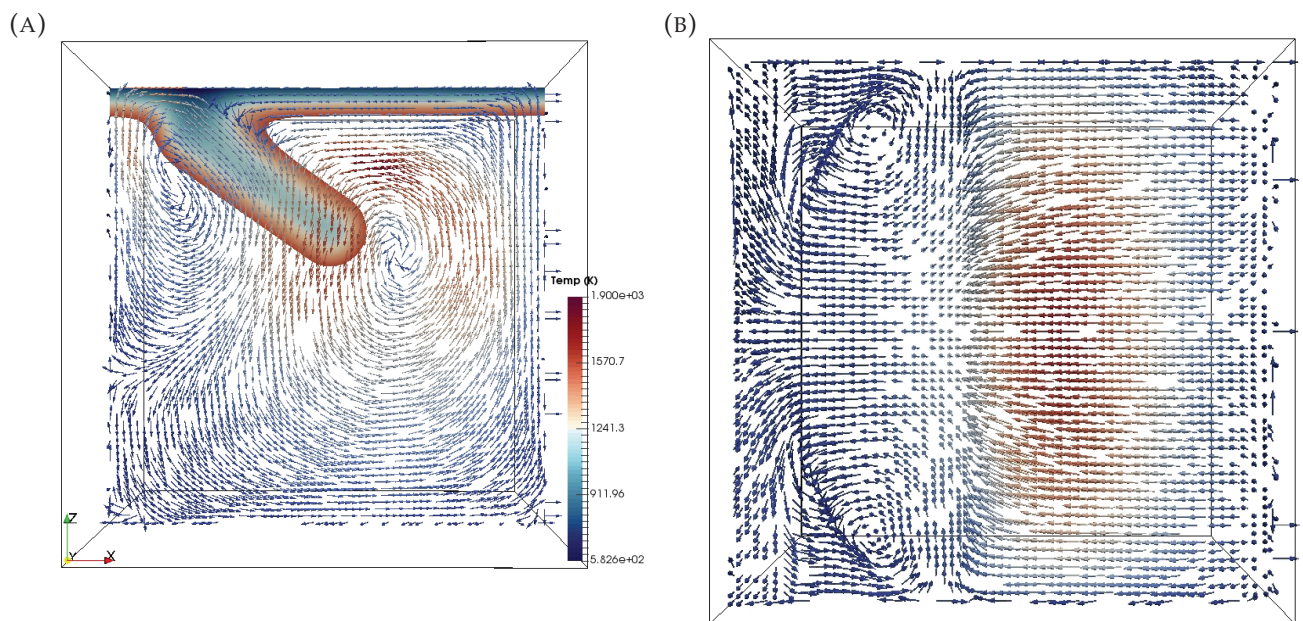 (A)
(B)
Temp (K)
1.900e+03
1570.7
1241.3
911.96
5.826e+02
Z
Y
X